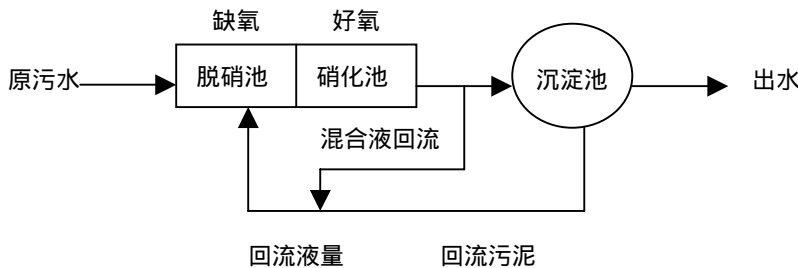 缺氧 好氧
原污水 脱硝池 硝化池 沉淀池 出水
混合液回流
回流液量 回流污泥